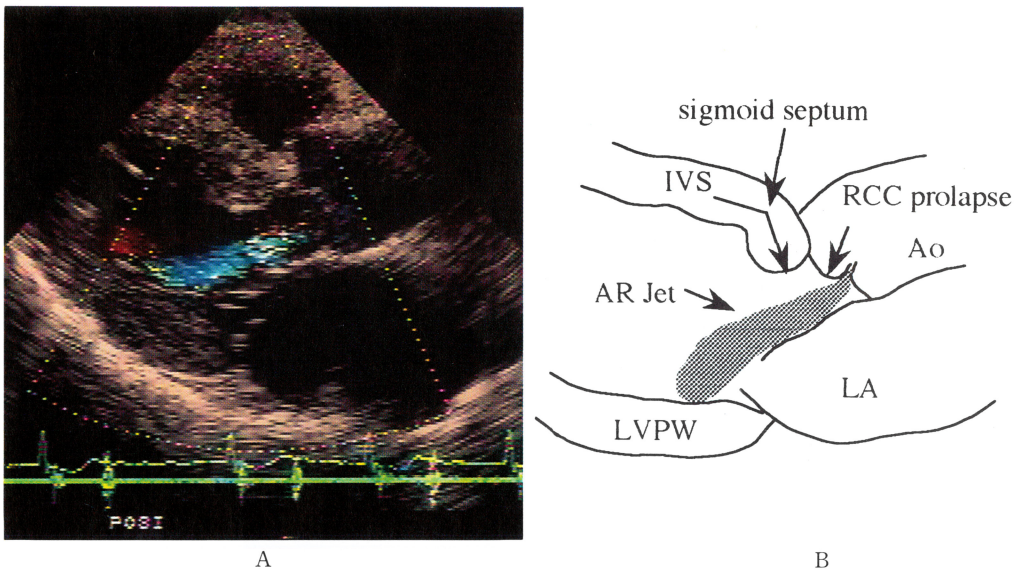 sigmoid septum
IVS
RCC prolapse
Ao
AR Jet
LA
LVPW
POSI
A
B